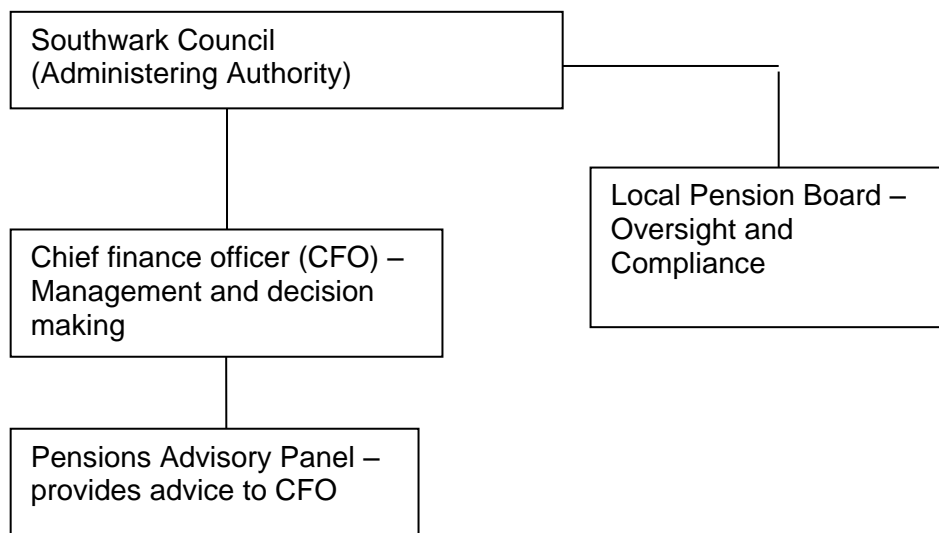 Southwark Council
(Administering Authority)
Local Pension Board –
Oversight and
Compliance
Chief finance officer (CFO) –
Management and decision
making
Pensions Advisory Panel –
provides advice to CFO